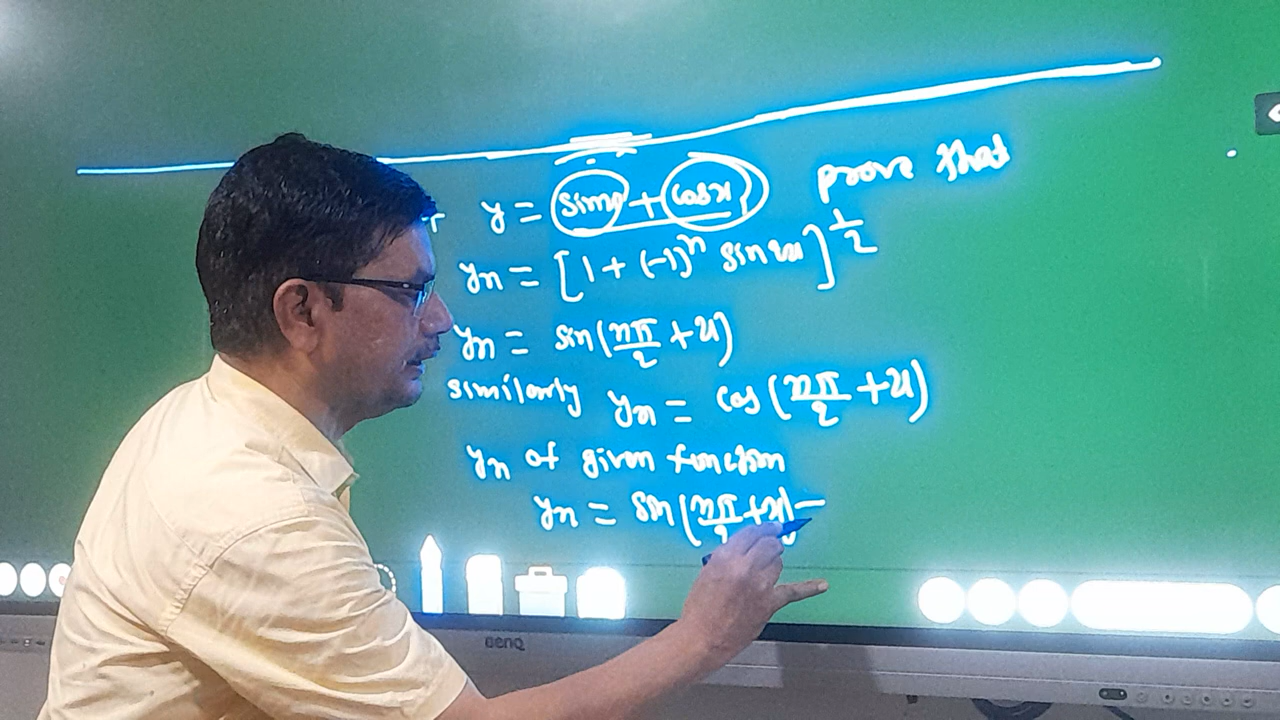 y = sinx + cosx prove that
yn = [1 + (-1)^n sin2x]^1/2
yn = sin(nπ/2 + x)
similarly yn = cos(nπ/2 + x)
yn of given function
yn = sin(nπ/2 + x) –
BenQ